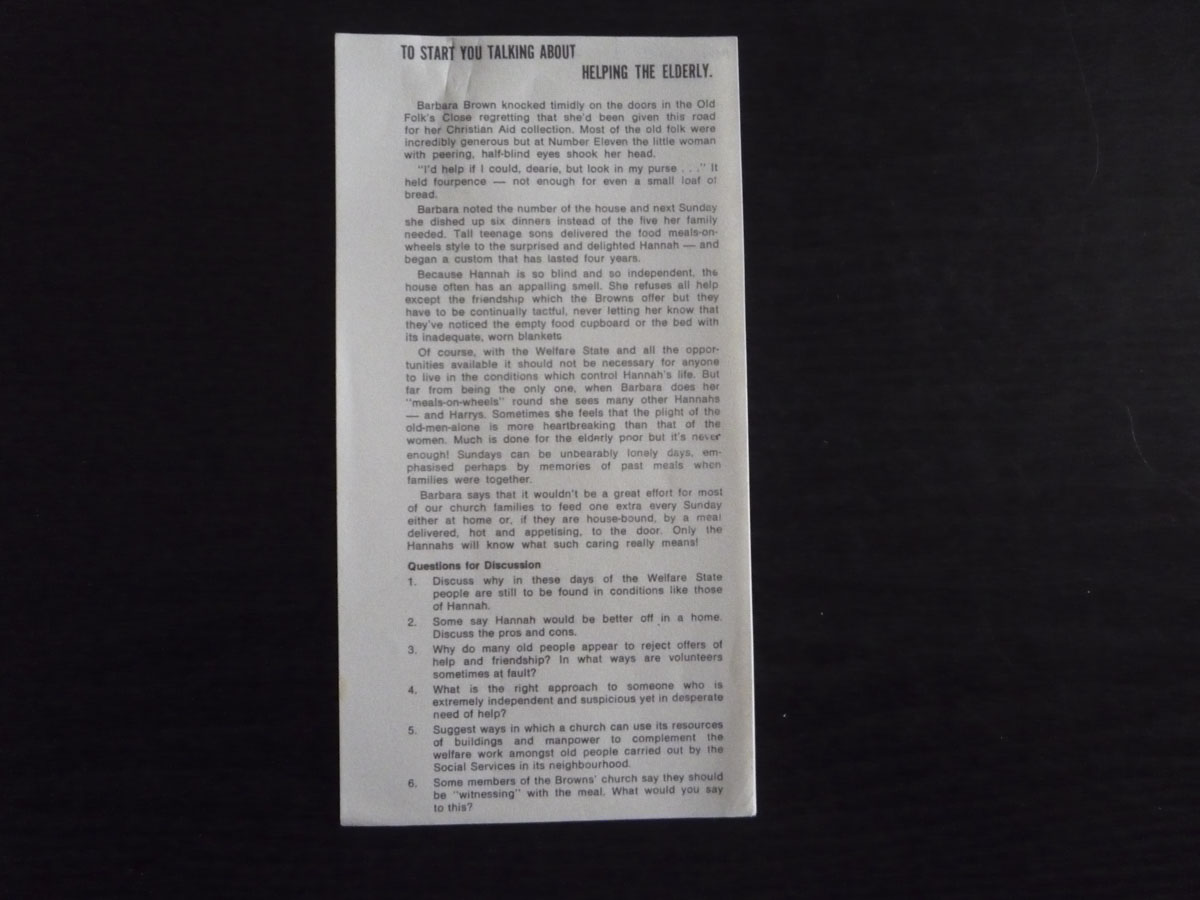 TO START YOU TALKING ABOUT
HELPING THE ELDERLY.
Barbara Brown knocked timidly on the doors in the Old
Folk's Close regretting that she'd been given this road
for her Christian Aid collection. Most of the old folk were
incredibly generous but at Number Eleven the little woman
with peering, half-blind eyes shook her head.
"I'd help if I could, dearie, but look in my purse . . ." It
held fourpence — not enough for even a small loaf of
bread.
Barbara noted the number of the house and next Sunday
she dished up six dinners instead of the five her family
needed. Tall teenage sons delivered the food meals-on-
wheels style to the surprised and delighted Hannah — and
began a custom that has lasted four years.
Because Hannah is so blind and so independent, the
house often has an appalling smell. She refuses all help
except the friendship which the Browns offer but they
have to be continually tactful, never letting her know that
they've noticed the empty food cupboard or the bed with
its inadequate, worn blankets
Of course, with the Welfare State and all the oppor-
tunities available it should not be necessary for anyone
to live in the conditions which control Hannah's life. But
far from being the only one, when Barbara does her
"meals-on-wheels" round she sees many other Hannahs
— and Harrys. Sometimes she feels that the plight of the
old-men-alone is more heartbreaking than that of the
women. Much is done for the elderly poor but it's never
enough! Sundays can be unbearably lonely days, em-
phasised perhaps by memories of past meals when
families were together.
Barbara says that it wouldn't be a great effort for most
of our church families to feed one extra every Sunday
either at home or, if they are house-bound, by a meal
delivered, hot and appetising, to the door. Only the
Hannahs will know what such caring really means!
Questions for Discussion
1. Discuss why in these days of the Welfare State
people are still to be found in conditions like those
of Hannah.
2. Some say Hannah would be better off in a home.
Discuss the pros and cons.
3. Why do many old people appear to reject offers of
help and friendship? In what ways are volunteers
sometimes at fault?
4. What is the right approach to someone who is
extremely independent and suspicious yet in desperate
need of help?
5. Suggest ways in which a church can use its resources
of buildings and manpower to complement the
welfare work amongst old people carried out by the
Social Services in its neighbourhood.
6. Some members of the Browns' church say they should
be "witnessing" with the meal. What would you say
to this?